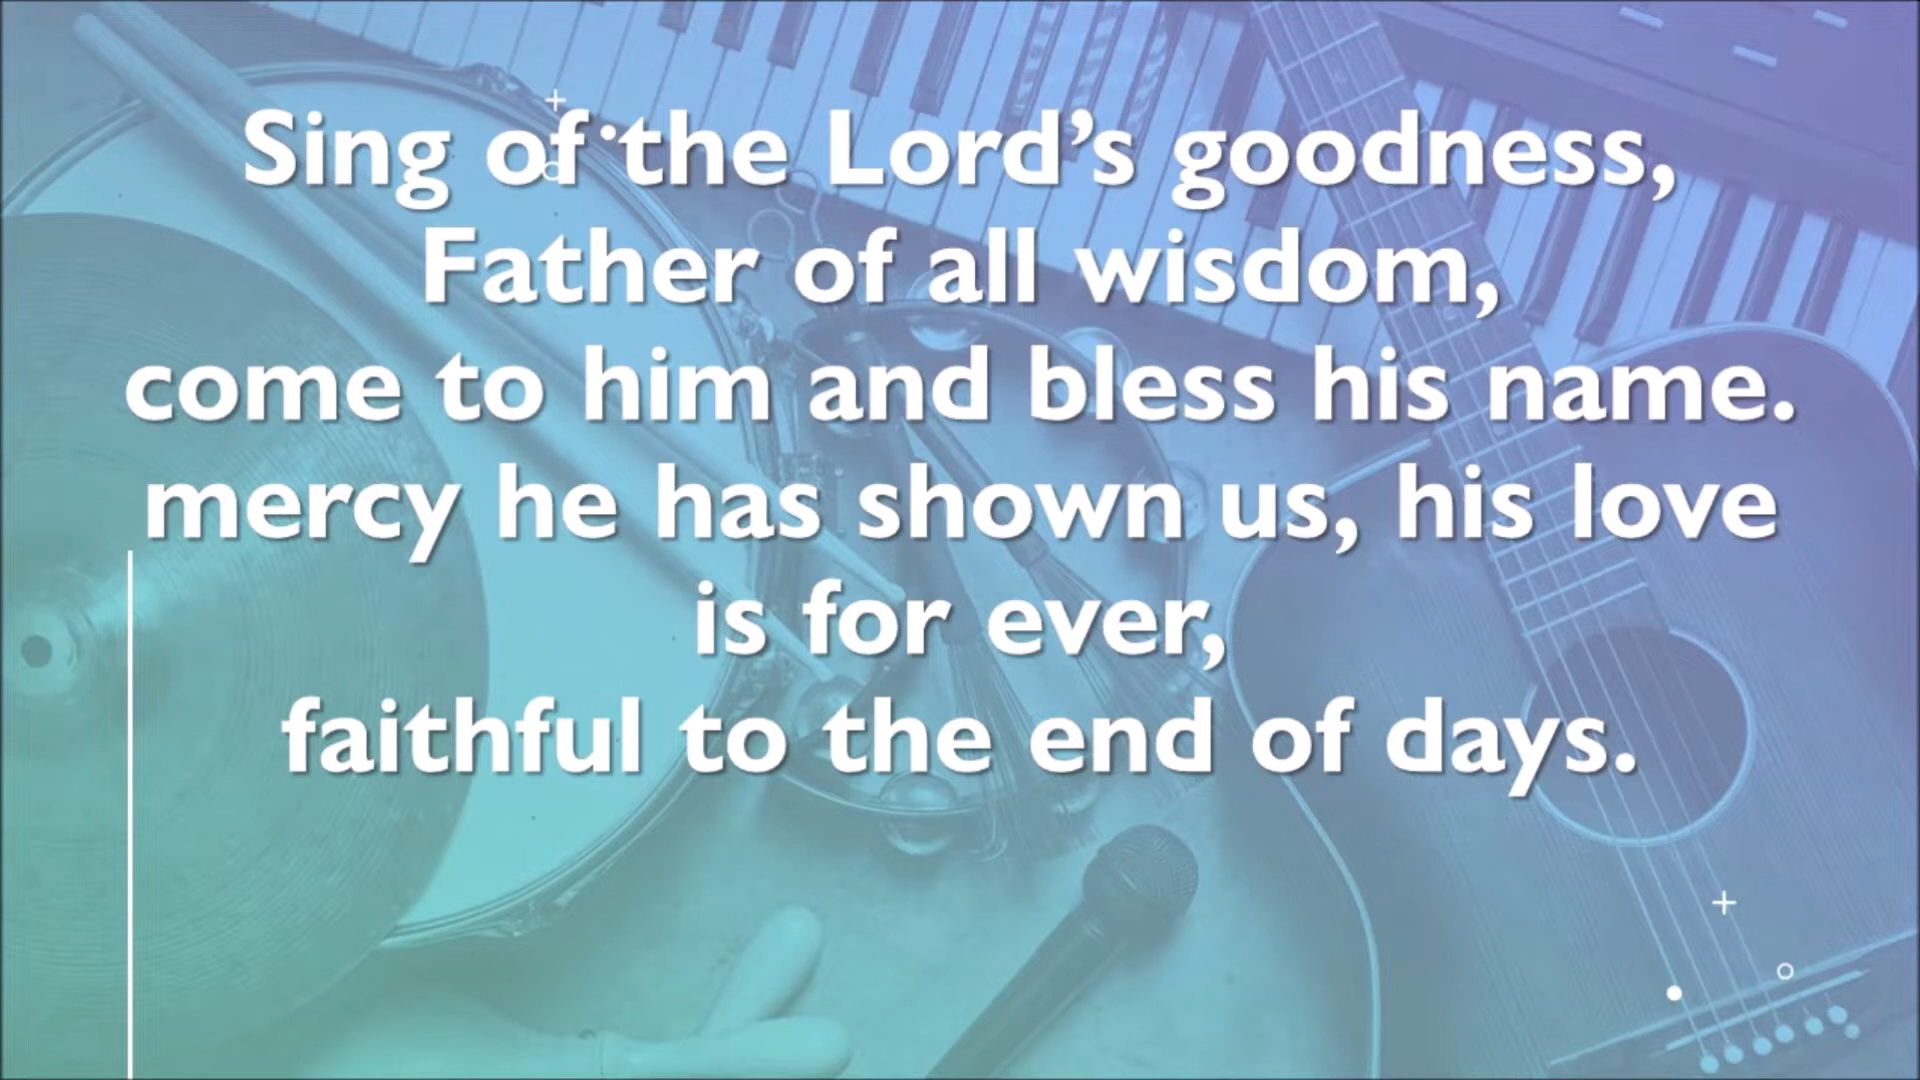 Sing of the Lord’s goodness,
Father of all wisdom,
come to him and bless his name.
mercy he has shown us, his love
is for ever,
faithful to the end of days.